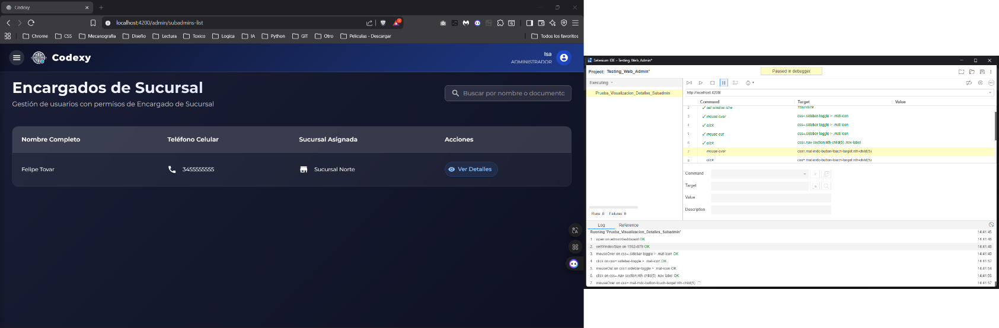 Codexy
localhost:4200/admin/subadmins-list
Chrome
CSS
Mecanografia
Diseño
Lectura
Toxico
Logica
IA
Python
GIT
Otro
Peliculas - Descargar
Todos los favoritos
Codexy
Isa
ADMINISTRADOR
Encargados de Sucursal
Gestión de usuarios con permisos de Encargado de Sucursal
Buscar por nombre o documento
Nombre Completo Teléfono Celular Sucursal Asignada Acciones
Felipe Tovar 3455555555 Sucursal Norte Ver Detalles
Selenium IDE - Testing_Web_Admin*
Project: Testing_Web_Admin*
Paused in debugger
Executing
Prueba_Visualizacion_Detalles_Subadmin
http://localhost:4200/
Command Target Value
2 set window size 1552x879
3 mouse over css=.sidebar-toggle > .mat-icon
4 click css=.sidebar-toggle > .mat-icon
5 mouse out css=.sidebar-toggle > .mat-icon
6 click css=.nav-section:nth-child(5) .nav-label
7 mouse over css=.mat-mdc-button-touch-target:nth-child(5)
8 click css=.mat-mdc-button-touch-target:nth-child(5)
Command
Target
Value
Description
Runs: 0 Failures: 0
Log Reference
Running 'Prueba_Visualizacion_Detalles_Subadmin' 14:41:45
1. open on admin/dashboard OK 14:41:46
2. setWindowSize on 1552x879 OK 14:41:48
3. mouseOver on css=.sidebar-toggle > .mat-icon OK 14:41:49
4. click on css=.sidebar-toggle > .mat-icon OK 14:41:52
5. mouseOut on css=.sidebar-toggle > .mat-icon OK 14:41:54
6. click on css=.nav-section:nth-child(5) .nav-label OK 14:41:56
7. mouseOver on css=.mat-mdc-button-touch-target:nth-child(5) 14:41:57